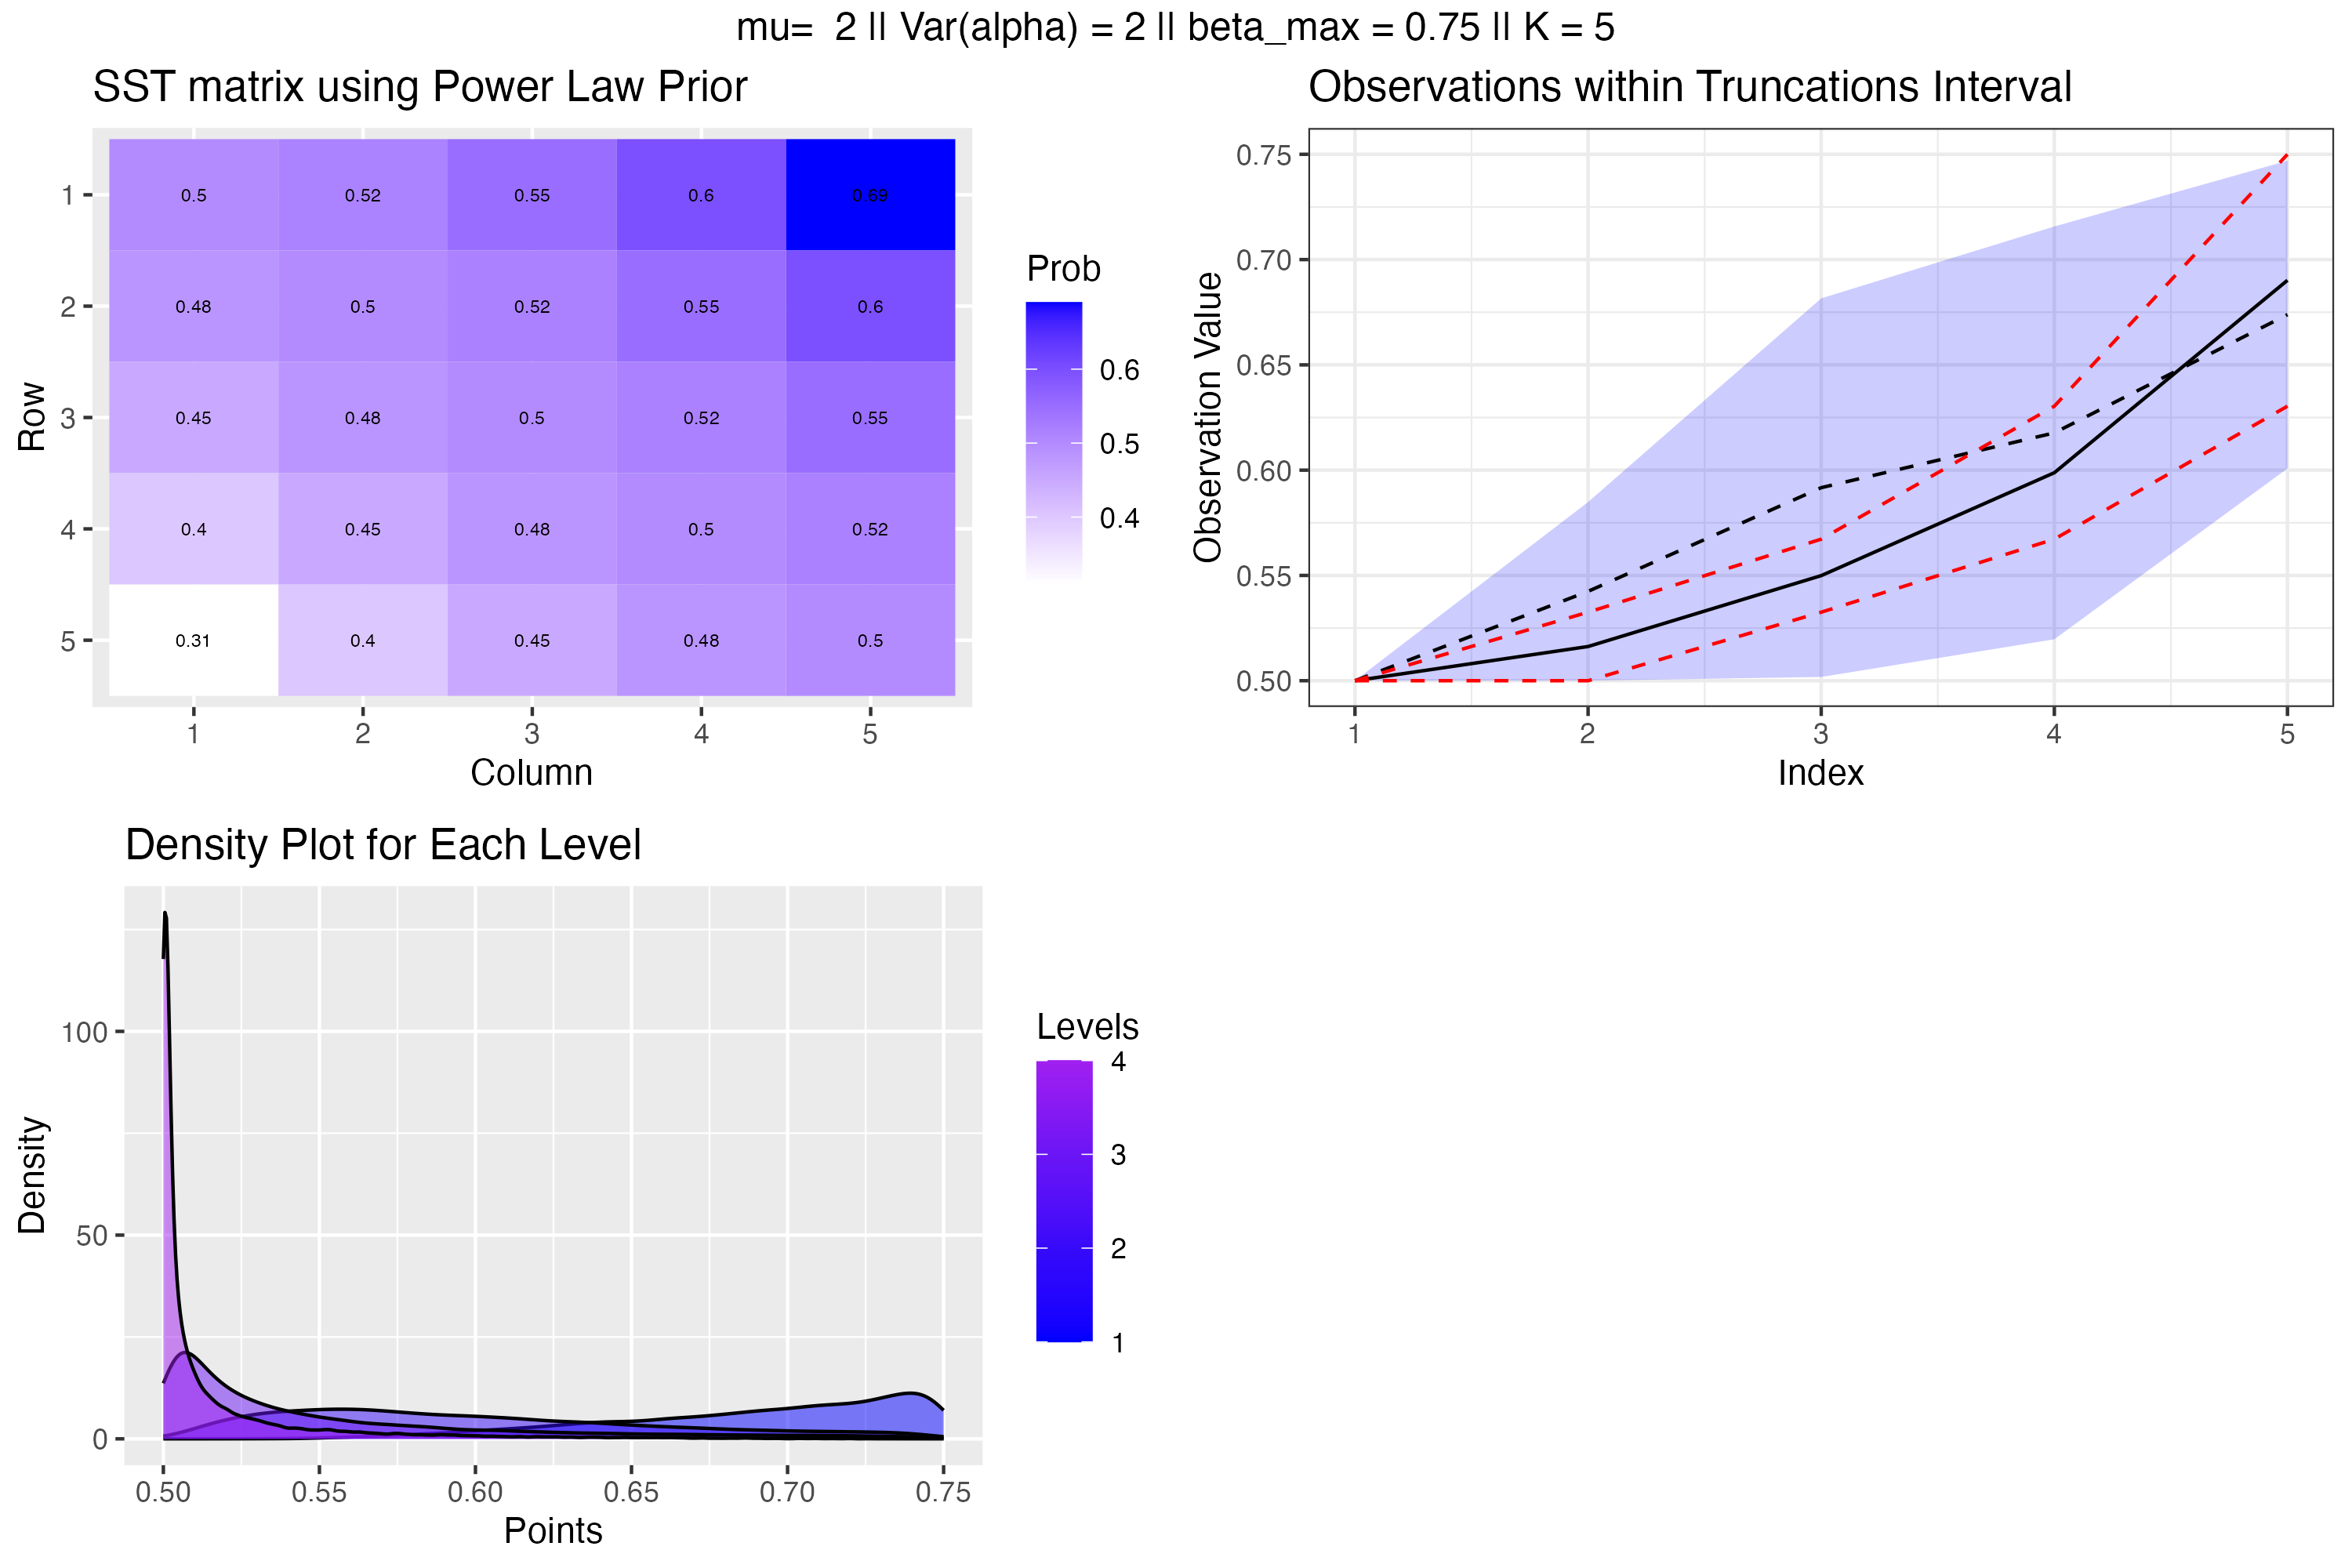 mu=  2 || Var(alpha) = 2 || beta_max = 0.75 || K = 5
SST matrix using Power Law Prior
Row
1
2
3
4
5
0.5 0.52 0.55 0.6 0.69
0.48 0.5 0.52 0.55 0.6
0.45 0.48 0.5 0.52 0.55
0.4 0.45 0.48 0.5 0.52
0.31 0.4 0.45 0.48 0.5
1 2 3 4 5
Column
Prob
0.6
0.5
0.4
Observations within Truncations Interval
Observation Value
0.75
0.70
0.65
0.60
0.55
0.50
1 2 3 4 5
Index
Density Plot for Each Level
Density
100
50
0
0.50 0.55 0.60 0.65 0.70 0.75
Points
Levels
4
3
2
1